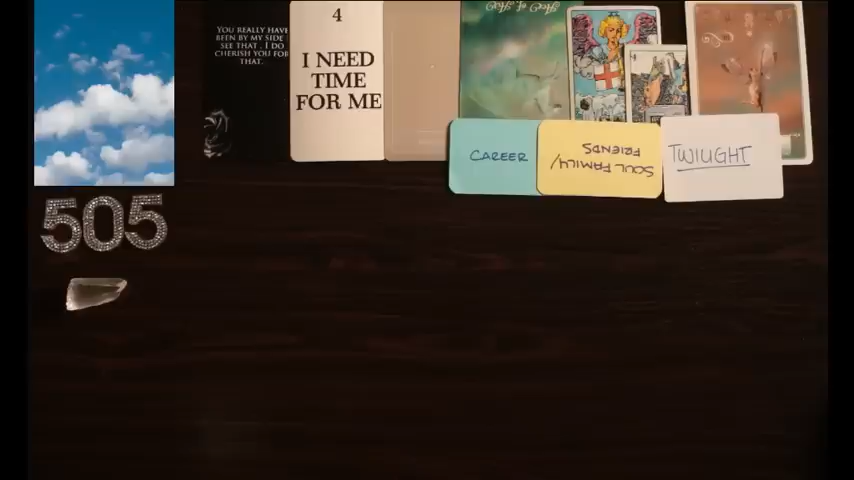 YOU REALLY HAVE
BEEN BY MY SIDE
SEE THAT . I DO
CHERISH YOU FOR
THAT.
4
I NEED
TIME
FOR ME
CAREER
SOUL FAMILY/
FRIENDS
TWILIGHT
505